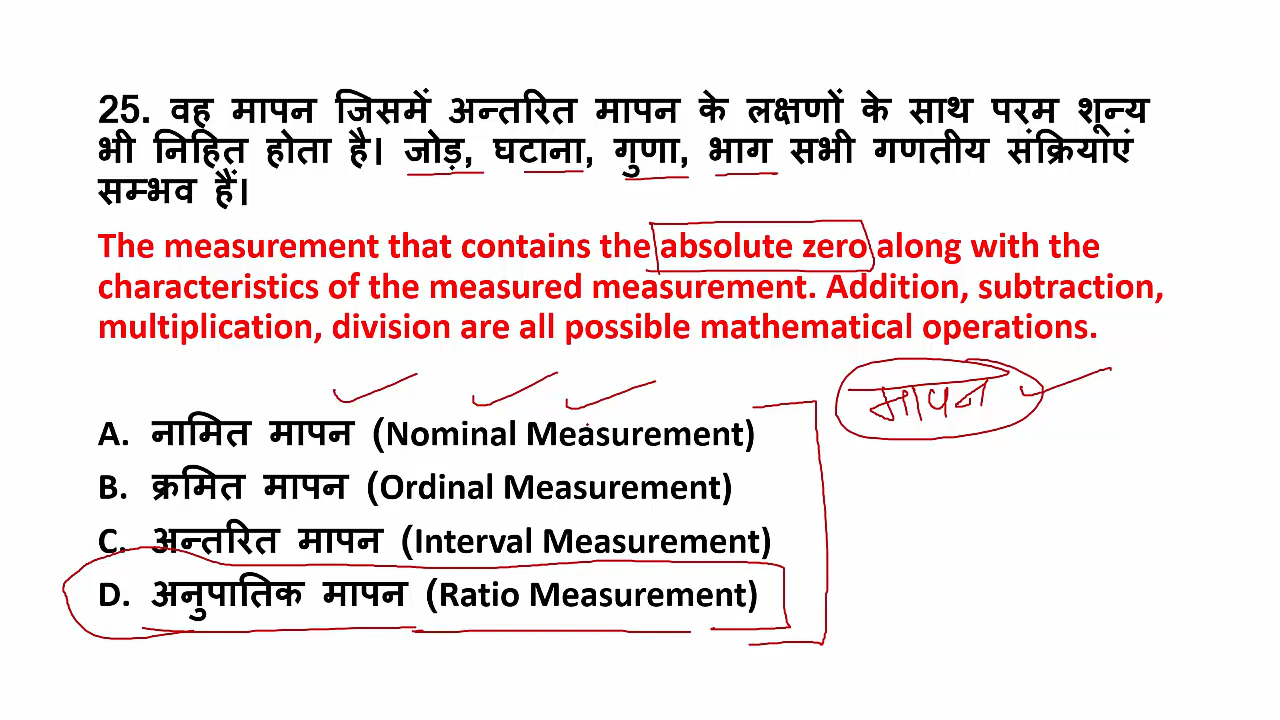 25. वह मापन जिसमें अन्तरित मापन के लक्षणों के साथ परम शून्य
भी निहित होता है। जोड़, घटाना, गुणा, भाग सभी गणतीय संक्रियाएं
सम्भव हैं।
The measurement that contains the absolute zero along with the
characteristics of the measured measurement. Addition, subtraction,
multiplication, division are all possible mathematical operations.
मापन
A. नामित मापन (Nominal Measurement)
B. क्रमित मापन (Ordinal Measurement)
C. अन्तरित मापन (Interval Measurement)
D. अनुपातिक मापन (Ratio Measurement)